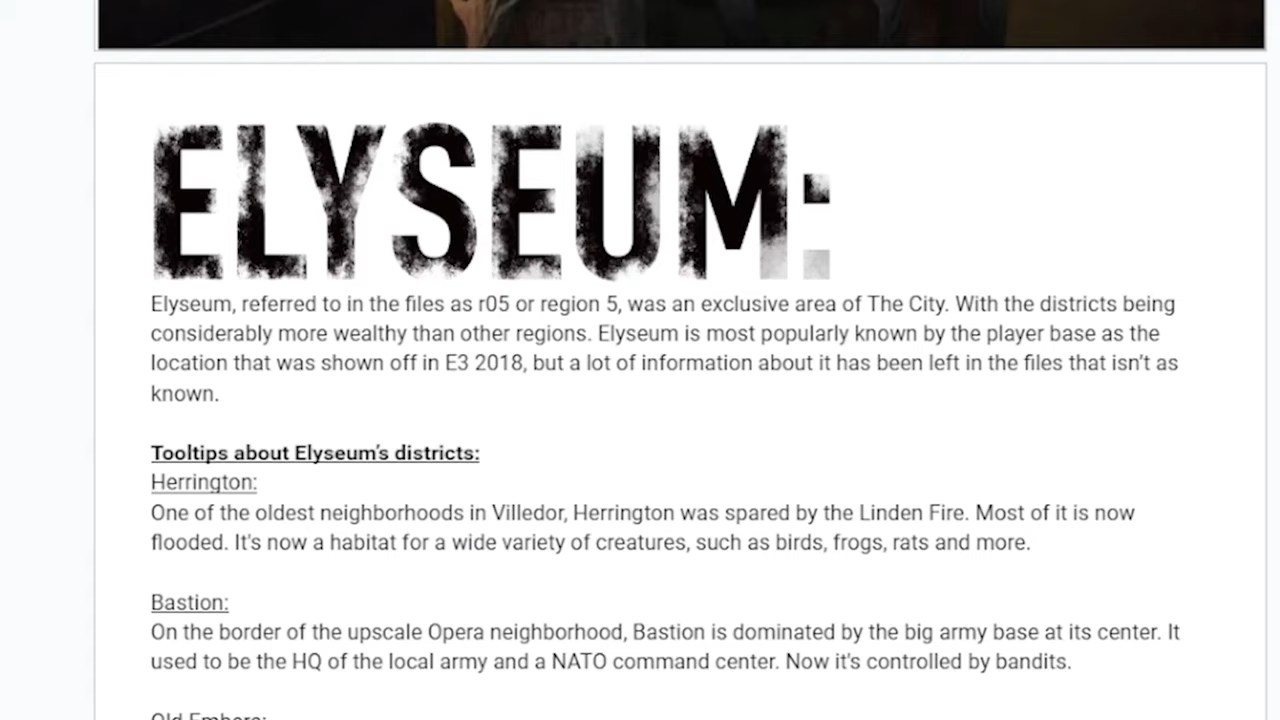 ELYSEUM:
Elyseum, referred to in the files as r05 or region 5, was an exclusive area of The City. With the districts being
considerably more wealthy than other regions. Elyseum is most popularly known by the player base as the
location that was shown off in E3 2018, but a lot of information about it has been left in the files that isn't as
known.
Tooltips about Elyseum's districts:
Herrington:
One of the oldest neighborhoods in Villedor, Herrington was spared by the Linden Fire. Most of it is now
flooded. It's now a habitat for a wide variety of creatures, such as birds, frogs, rats and more.
Bastion:
On the border of the upscale Opera neighborhood, Bastion is dominated by the big army base at its center. It
used to be the HQ of the local army and a NATO command center. Now it's controlled by bandits.
Old Embers: